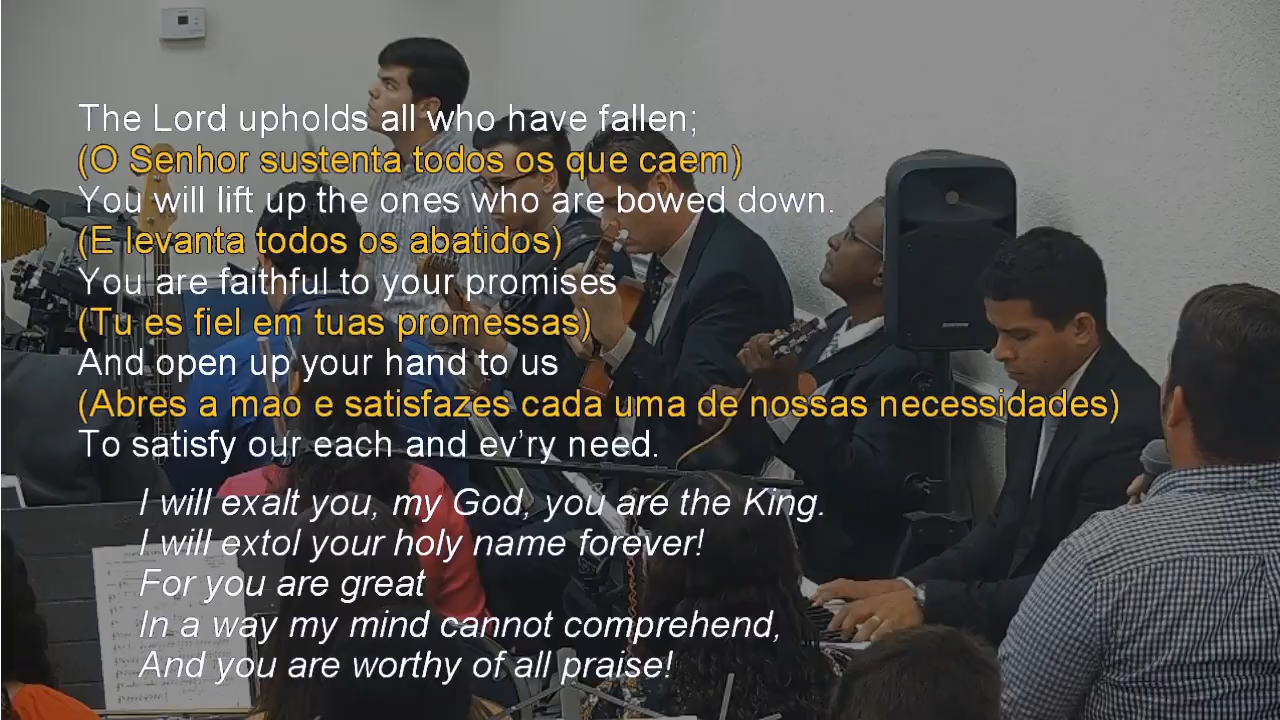 The Lord upholds all who have fallen;
(O Senhor sustenta todos os que caem)
You will lift up the ones who are bowed down.
(E levanta todos os abatidos)
You are faithful to your promises
(Tu es fiel em tuas promessas)
And open up your hand to us
(Abres a mao e satisfazes cada uma de nossas necessidades)
To satisfy our each and ev'ry need.
I will exalt you, my God, you are the King.
I will extol your holy name forever!
For you are great
In a way my mind cannot comprehend,
And you are worthy of all praise!